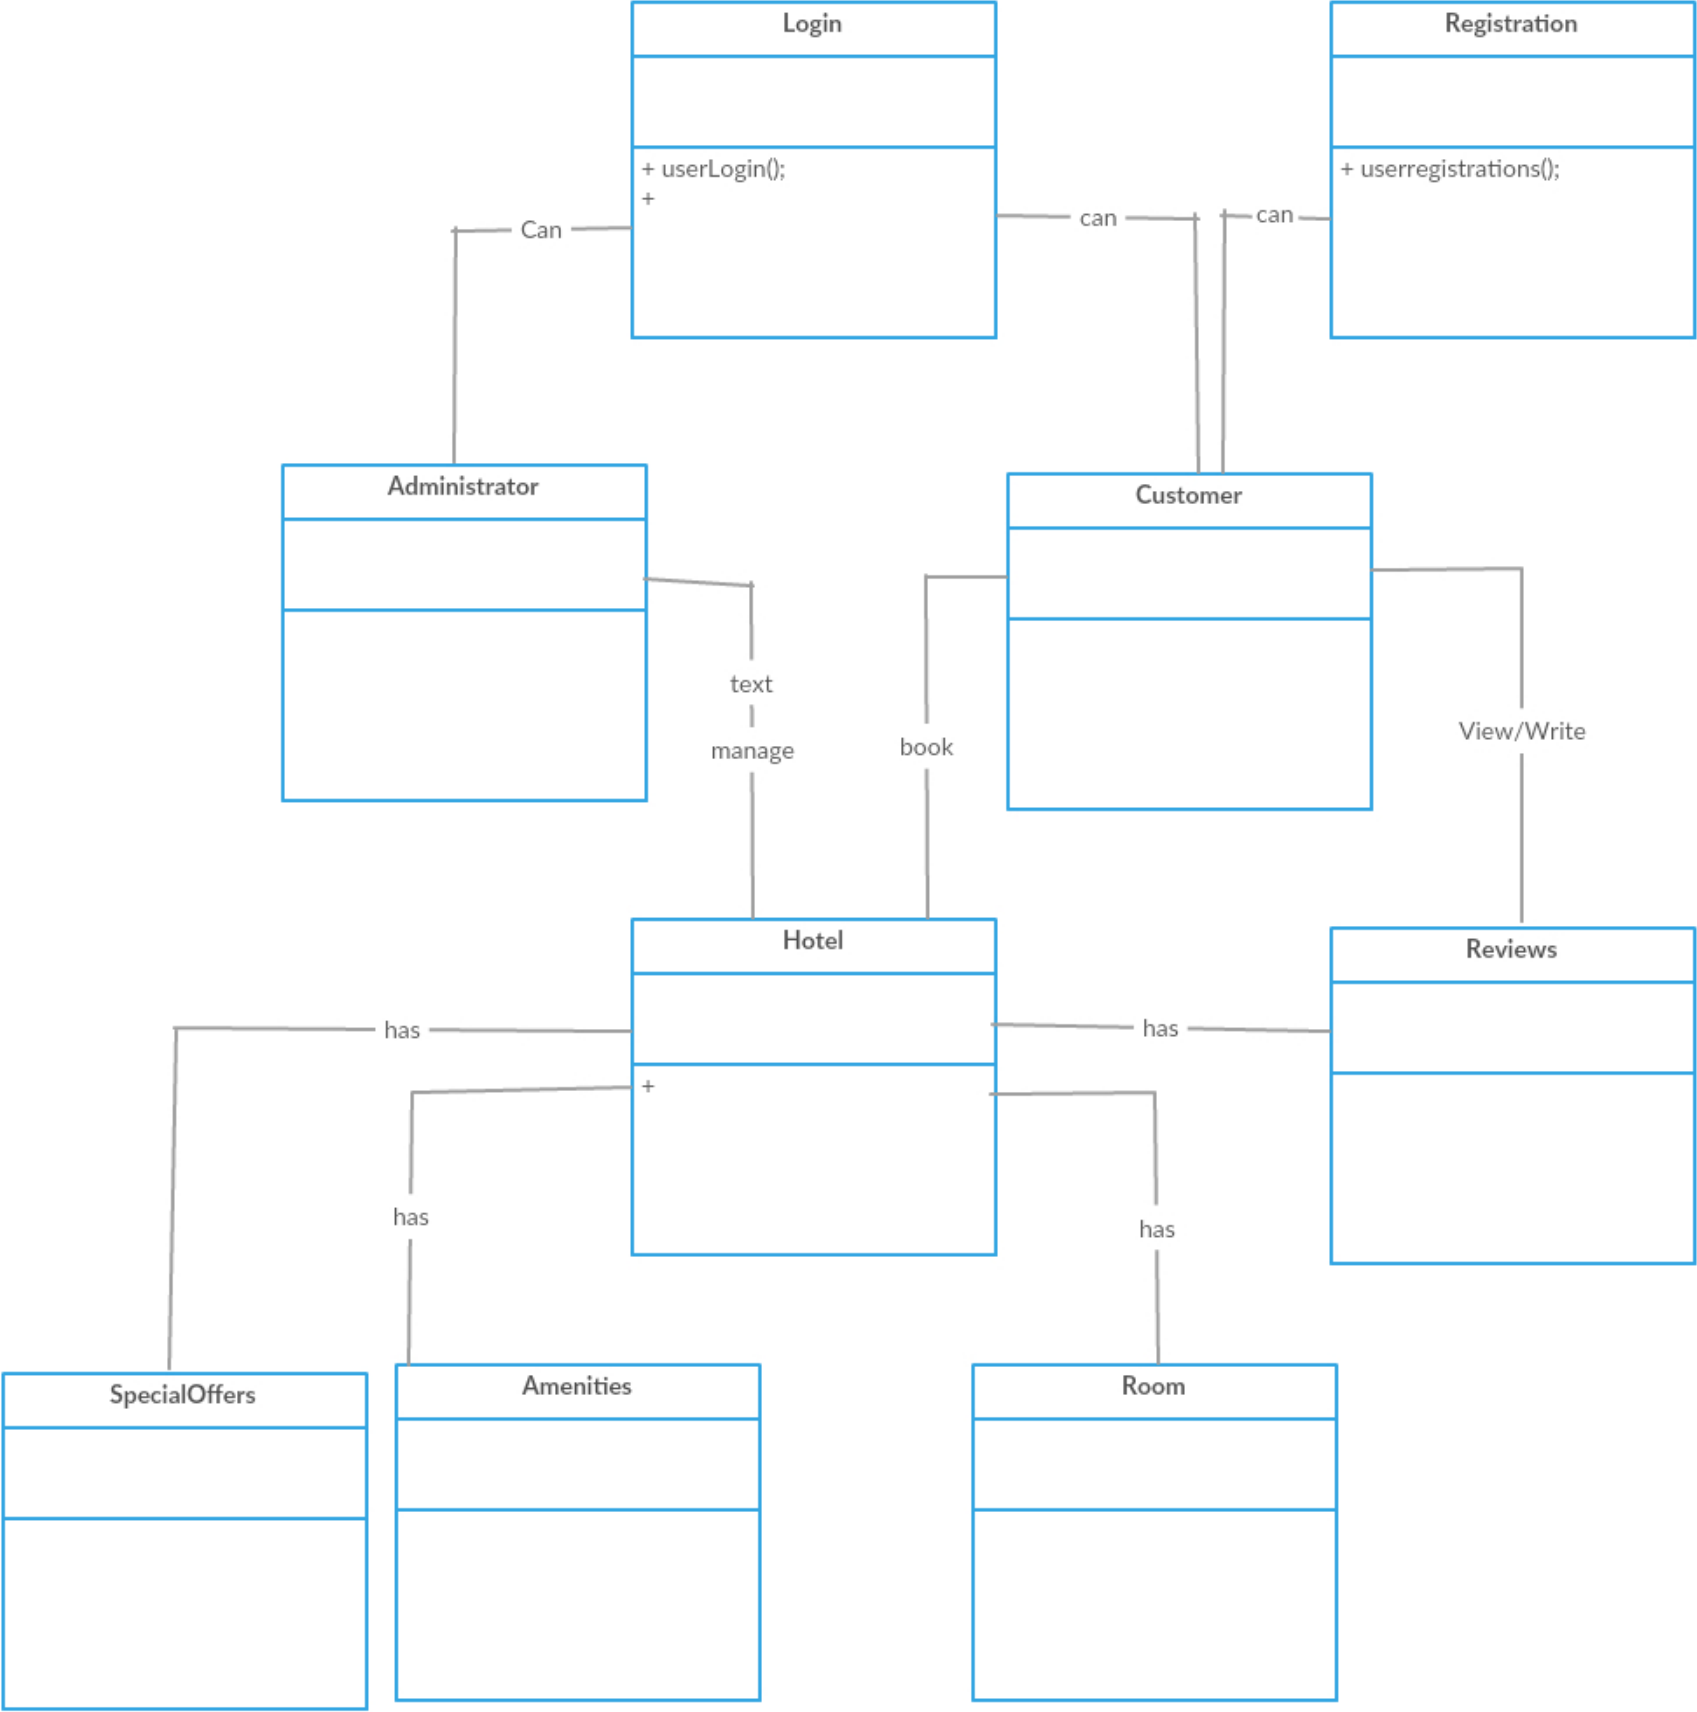 Login
Registration
+ userLogin();
+
+ userregistrations();
Can
can
can
Administrator
Customer
text
manage
book
View/Write
Hotel
Reviews
has
has
+
has
has
SpecialOffers
Amenities
Room